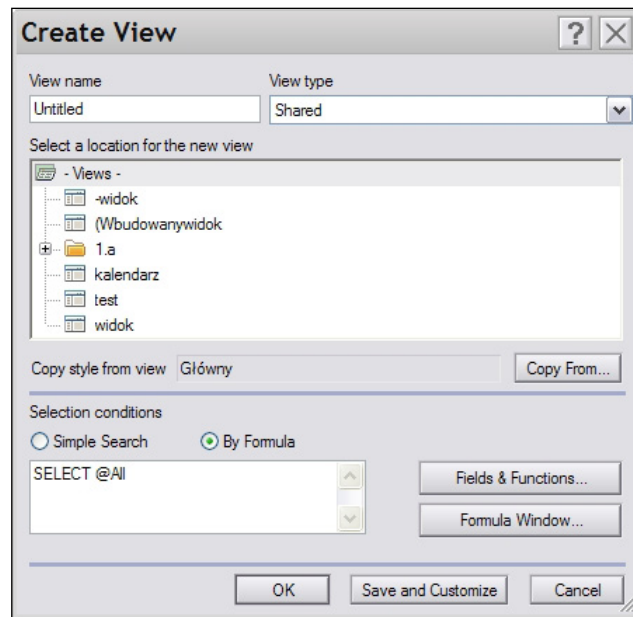 Create View
View name View type
Untitled Shared
Select a location for the new view
- Views -
-widok
(Wbudowanywidok
1.a
kalendarz
test
widok
Copy style from view Główny Copy From...
Selection conditions
Simple Search By Formula
SELECT @All
Fields & Functions...
Formula Window...
OK Save and Customize Cancel